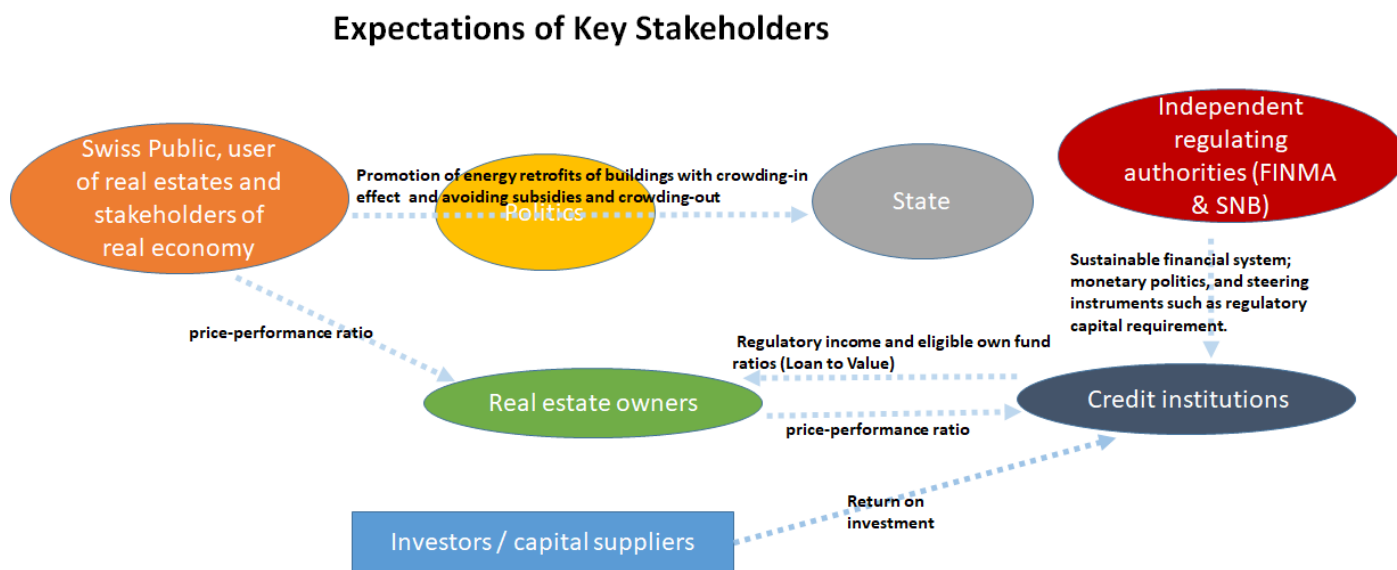 Expectations of Key Stakeholders
Swiss Public, user
of real estates and
stakeholders of
real economy
Promotion of energy retrofits of buildings with crowding-in
effect and avoiding subsidies and crowding-out
Politics
State
Independent
regulating
authorities (FINMA
& SNB)
Sustainable financial system;
monetary politics, and steering
instruments such as regulatory
capital requirement.
price-performance ratio
Regulatory income and eligible own fund
ratios (Loan to Value)
Real estate owners
Credit institutions
price-performance ratio
Return on
investment
Investors / capital suppliers